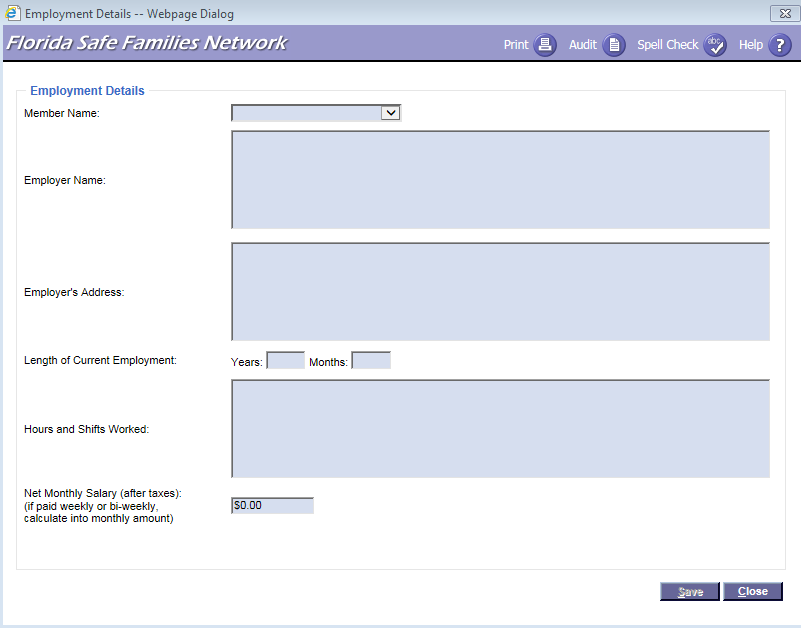 Employment Details -- Webpage Dialog
Florida Safe Families Network Print Audit Spell Check abc Help ?
Employment Details
Member Name:
Employer Name:
Employer's Address:
Length of Current Employment: Years: Months:
Hours and Shifts Worked:
Net Monthly Salary (after taxes):
(if paid weekly or bi-weekly,
calculate into monthly amount)
$0.00
Save Close